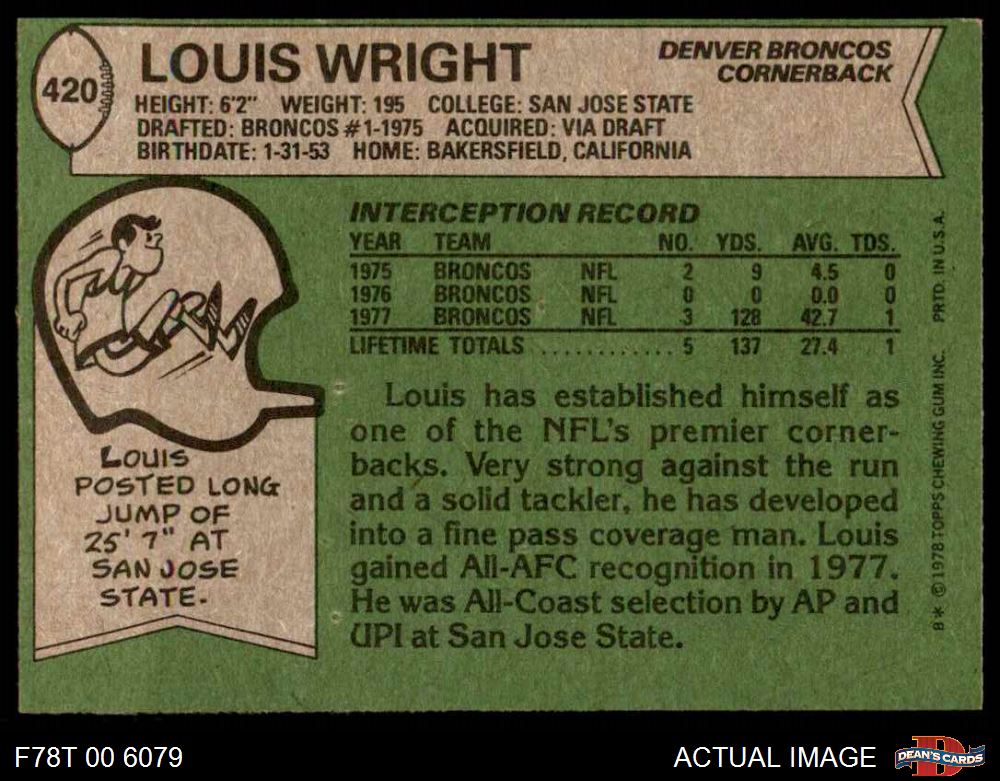 420
LOUIS WRIGHT
DENVER BRONCOS
CORNERBACK
HEIGHT: 6'2" WEIGHT: 195 COLLEGE: SAN JOSE STATE
DRAFTED: BRONCOS #1-1975 ACQUIRED: VIA DRAFT
BIRTHDATE: 1-31-53 HOME: BAKERSFIELD, CALIFORNIA
INTERCEPTION RECORD
YEAR TEAM NO. YDS. AVG. TDS.
1975 BRONCOS NFL 2 9 4.5 0
1976 BRONCOS NFL 0 0 0.0 0
1977 BRONCOS NFL 3 128 42.7 1
LIFETIME TOTALS ............ 5 137 27.4 1
Louis has established himself as
one of the NFL's premier corner-
backs. Very strong against the run
and a solid tackler, he has developed
into a fine pass coverage man. Louis
gained All-AFC recognition in 1977.
He was All-Coast selection by AP and
UPI at San Jose State.
LOUIS
POSTED LONG
JUMP OF
25' 7" AT
SAN JOSE
STATE.
B* © 1978 TOPPS CHEWING GUM INC. PRTD. IN U.S.A.
F78T 00 6079
ACTUAL IMAGE
D
DEAN'S CARDS